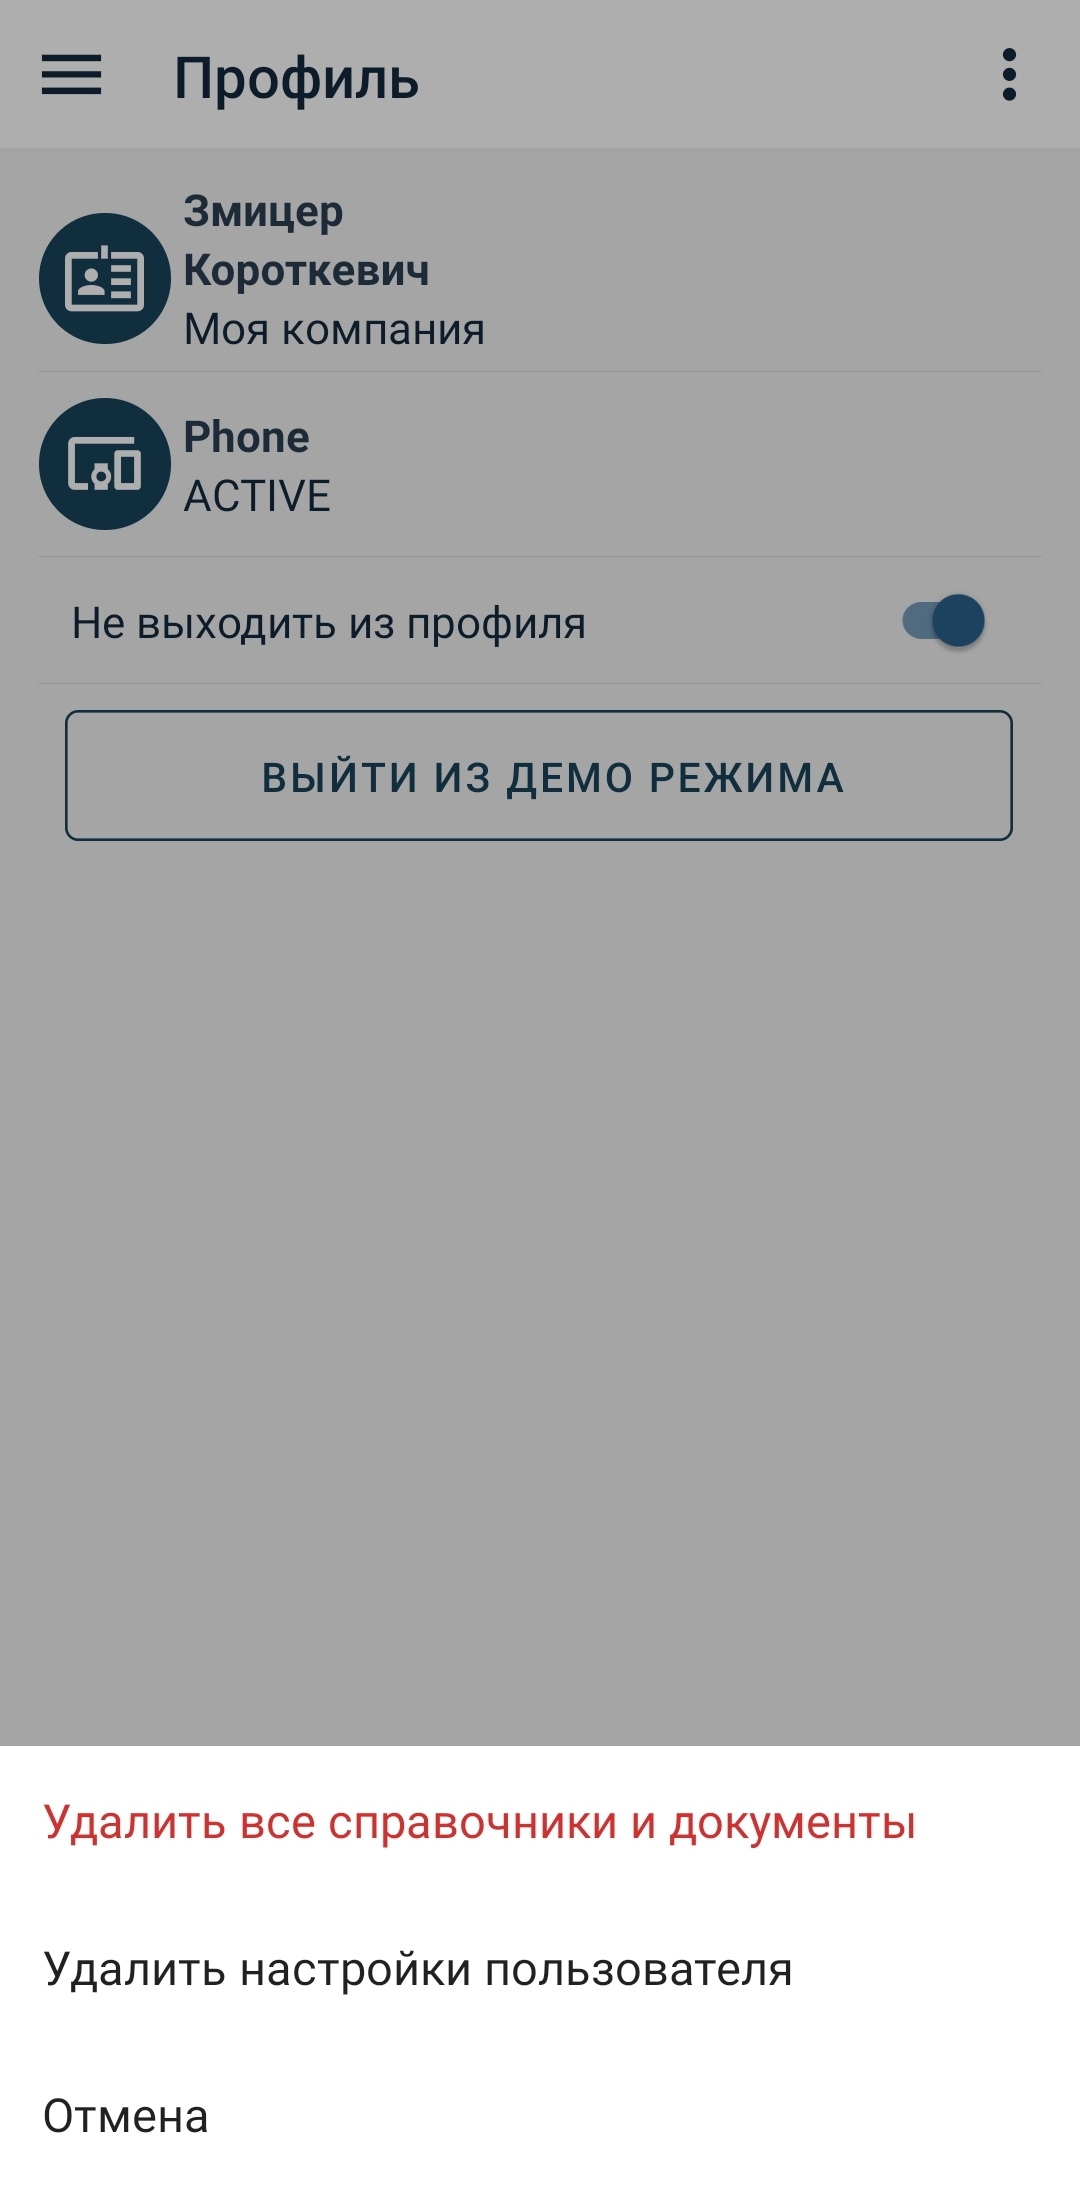 Профиль
Змицер
Короткевич
Моя компания
Phone
ACTIVE
Не выходить из профиля
ВЫЙТИ ИЗ ДЕМО РЕЖИМА
Удалить все справочники и документы
Удалить настройки пользователя
Отмена